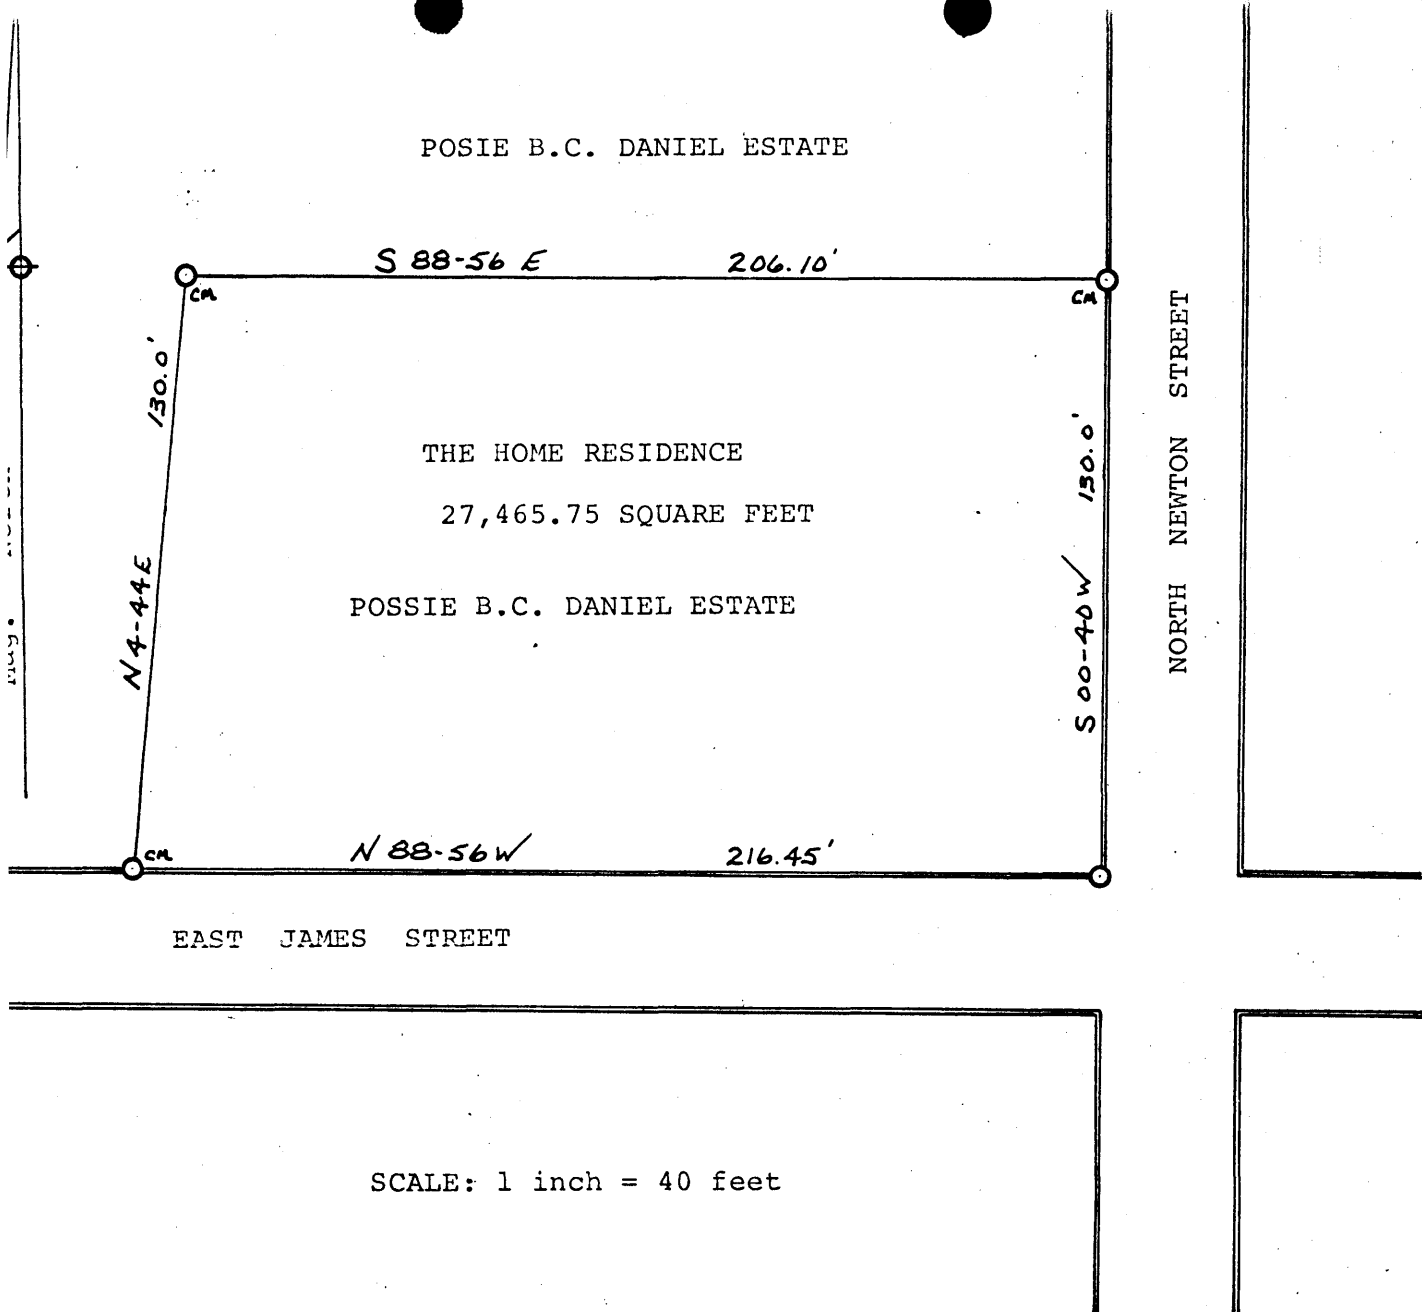 POSIE B.C. DANIEL ESTATE
S 88-56 E 206.10'
CM
CM
130.0'
N 4-44 E
THE HOME RESIDENCE
27,465.75 SQUARE FEET
POSSIE B.C. DANIEL ESTATE
130.0'
S 00-40 W
NORTH NEWTON STREET
Mag.
CM
N 88-56 W 216.45'
EAST JAMES STREET
SCALE: 1 inch = 40 feet